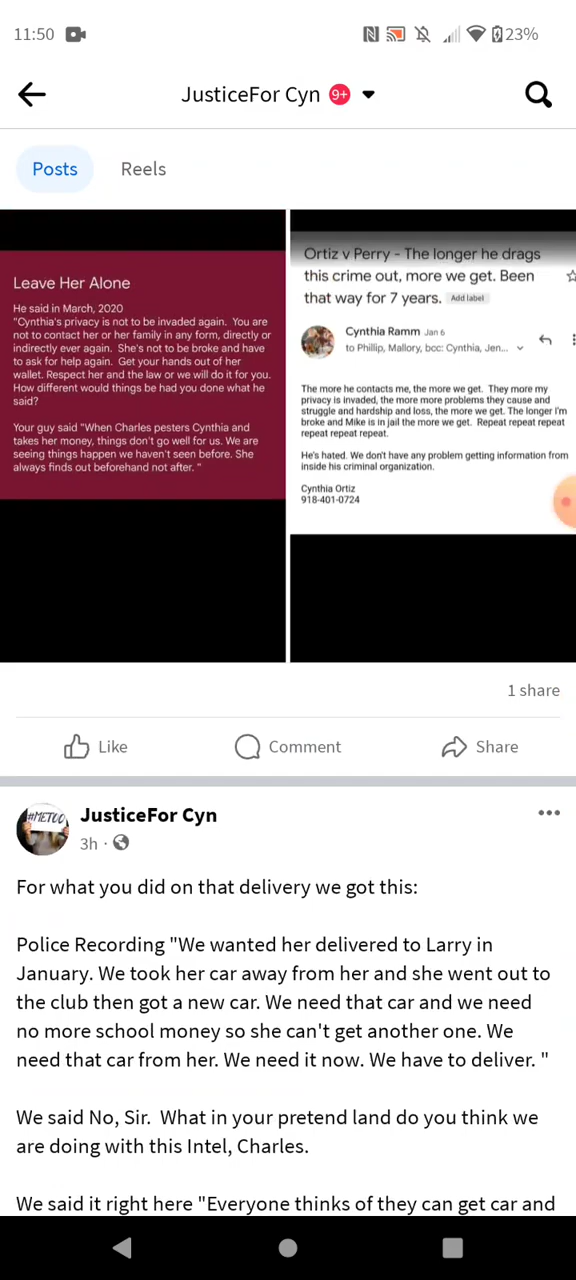 11:50
23%
JusticeFor Cyn 9+
Posts Reels
Leave Her Alone
He said in March, 2020
"Cynthia's privacy is not to be invaded again. You are
not to contact her or her family in any form, directly or
indirectly ever again. She's not to be broke and have
to ask for help again. Get your hands out of her
wallet. Respect her and the law or we will do it for you.
How different would things be had you done what he
said?
Your guy said "When Charles pesters Cynthia and
takes her money, things don't go well for us. We are
seeing things happen we haven't seen before. She
always finds out beforehand not after. "
Ortiz v Perry - The longer he drags
this crime out, more we get. Been
that way for 7 years. Add label
Cynthia Ramm Jan 6
to Phillip, Mallory, bcc: Cynthia, Jen...
The more he contacts me, the more we get. They more my
privacy is invaded, the more more problems they cause and
struggle and hardship and loss, the more we get. The longer I'm
broke and Mike is in jail the more we get. Repeat repeat repeat
repeat repeat repeat.
He's hated. We don't have any problem getting information from
inside his criminal organization.
Cynthia Ortiz
918-401-0724
1 share
Like Comment Share
#METOO
JusticeFor Cyn
3h ·
For what you did on that delivery we got this:
Police Recording "We wanted her delivered to Larry in
January. We took her car away from her and she went out to
the club then got a new car. We need that car and we need
no more school money so she can't get another one. We
need that car from her. We need it now. We have to deliver. "
We said No, Sir. What in your pretend land do you think we
are doing with this Intel, Charles.
We said it right here "Everyone thinks of they can get car and